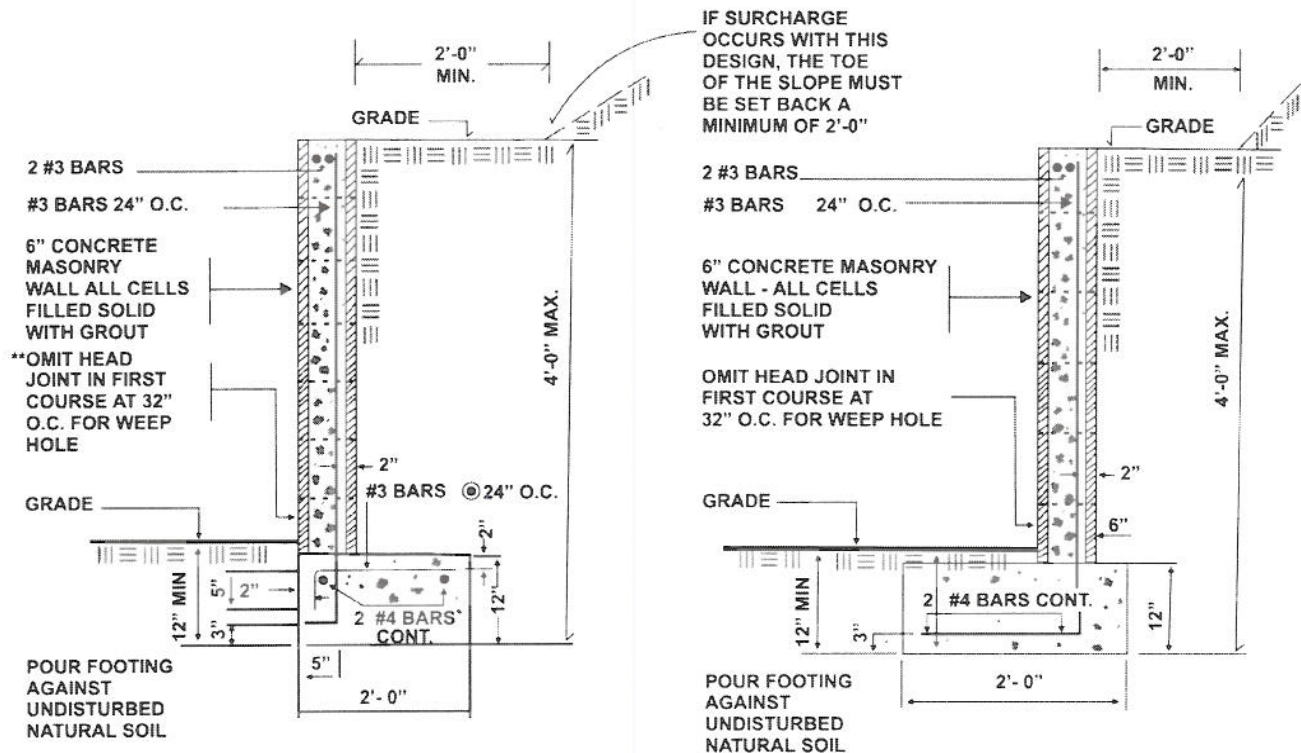 2'-0"
MIN.
GRADE
2 #3 BARS
#3 BARS 24" O.C.
6" CONCRETE
MASONRY
WALL ALL CELLS
FILLED SOLID
WITH GROUT
**OMIT HEAD
JOINT IN FIRST
COURSE AT 32"
O.C. FOR WEEP
HOLE
4'-0" MAX.
2"
#3 BARS 24" O.C.
GRADE
2"
12" MIN
5"
2"
3"
12"
2 #4 BARS
CONT.
5"
2'- 0"
POUR FOOTING
AGAINST
UNDISTURBED
NATURAL SOIL
IF SURCHARGE
OCCURS WITH THIS
DESIGN, THE TOE
OF THE SLOPE MUST
BE SET BACK A
MINIMUM OF 2'-0"
2'-0"
MIN.
GRADE
2 #3 BARS
#3 BARS 24" O.C.
6" CONCRETE MASONRY
WALL - ALL CELLS
FILLED SOLID
WITH GROUT
OMIT HEAD JOINT IN
FIRST COURSE AT
32" O.C. FOR WEEP HOLE
4'-0" MAX.
2"
GRADE
6"
12" MIN
3"
2 #4 BARS CONT.
12"
2'- 0"
POUR FOOTING
AGAINST
UNDISTURBED
NATURAL SOIL